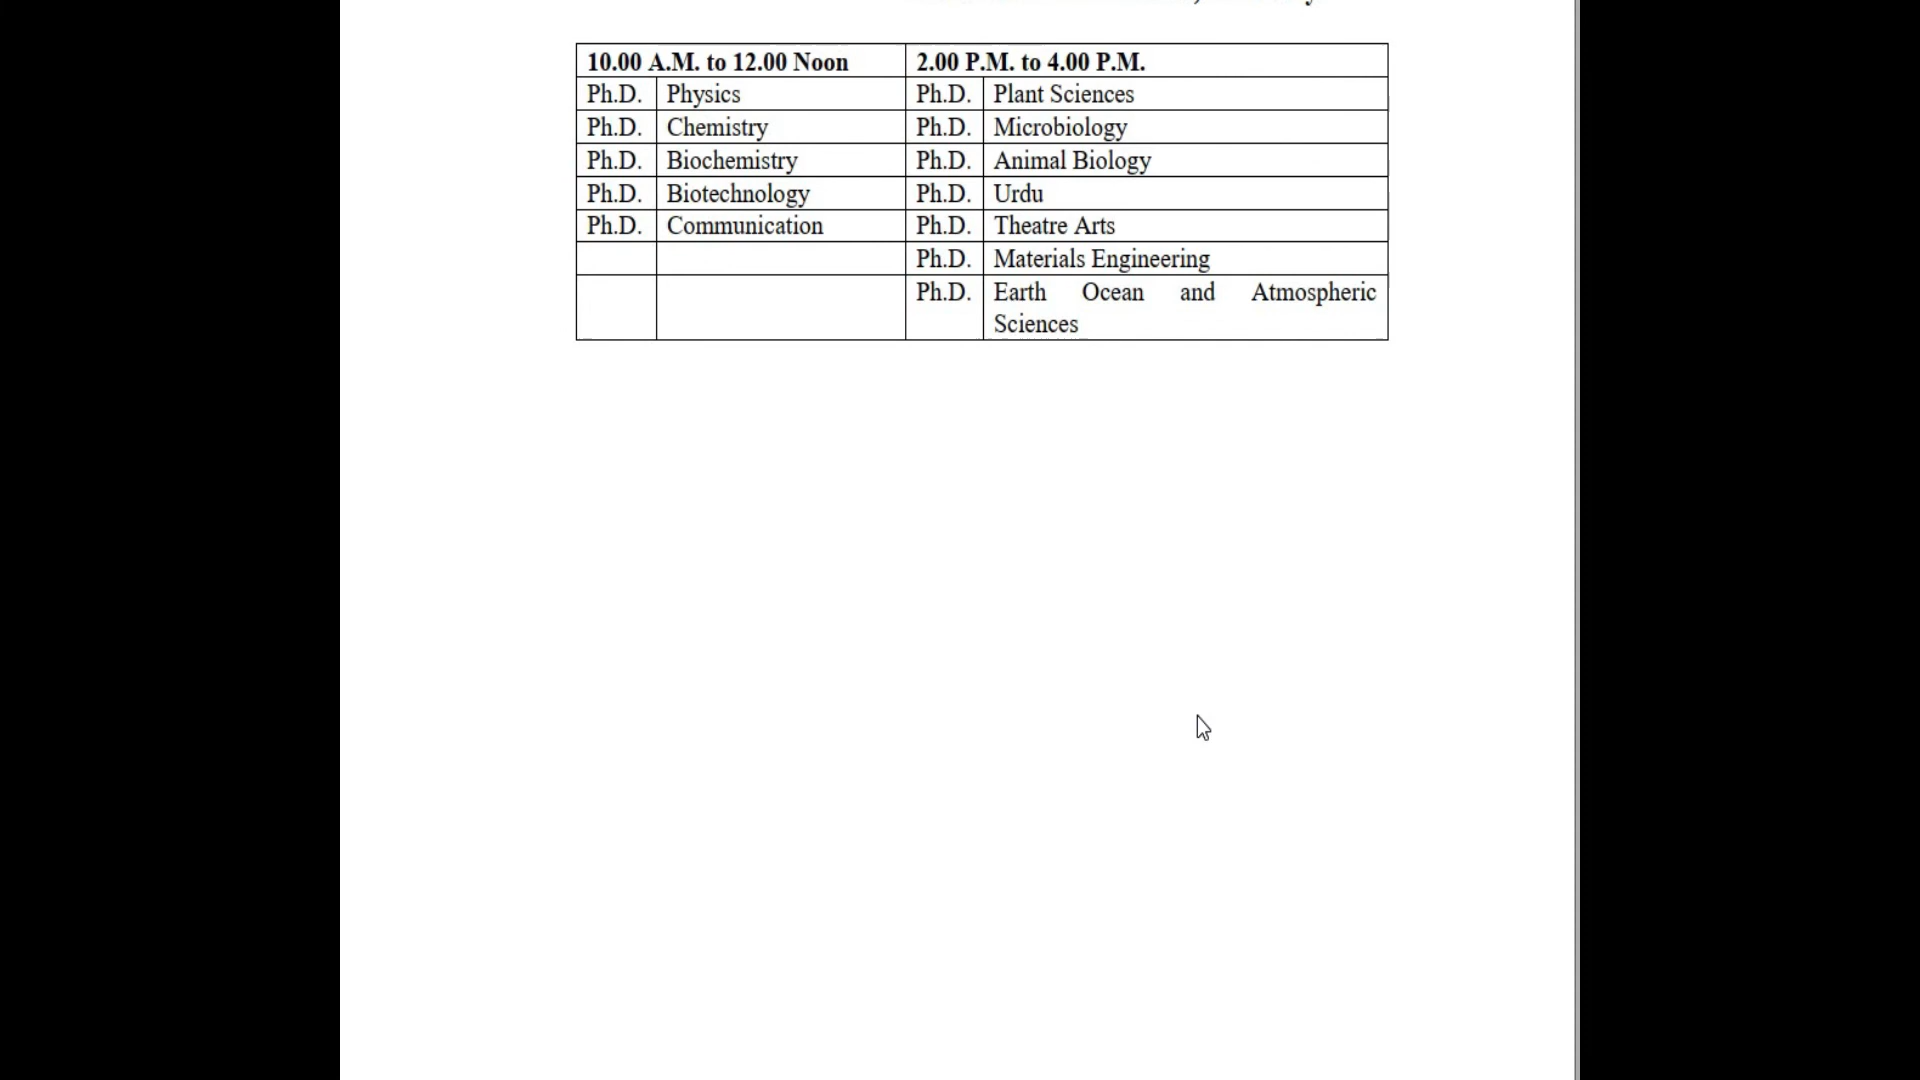 10.00 A.M. to 12.00 Noon 2.00 P.M. to 4.00 P.M.
Ph.D. Physics Ph.D. Plant Sciences
Ph.D. Chemistry Ph.D. Microbiology
Ph.D. Biochemistry Ph.D. Animal Biology
Ph.D. Biotechnology Ph.D. Urdu
Ph.D. Communication Ph.D. Theatre Arts
Ph.D. Materials Engineering
Ph.D. Earth Ocean and Atmospheric
Sciences